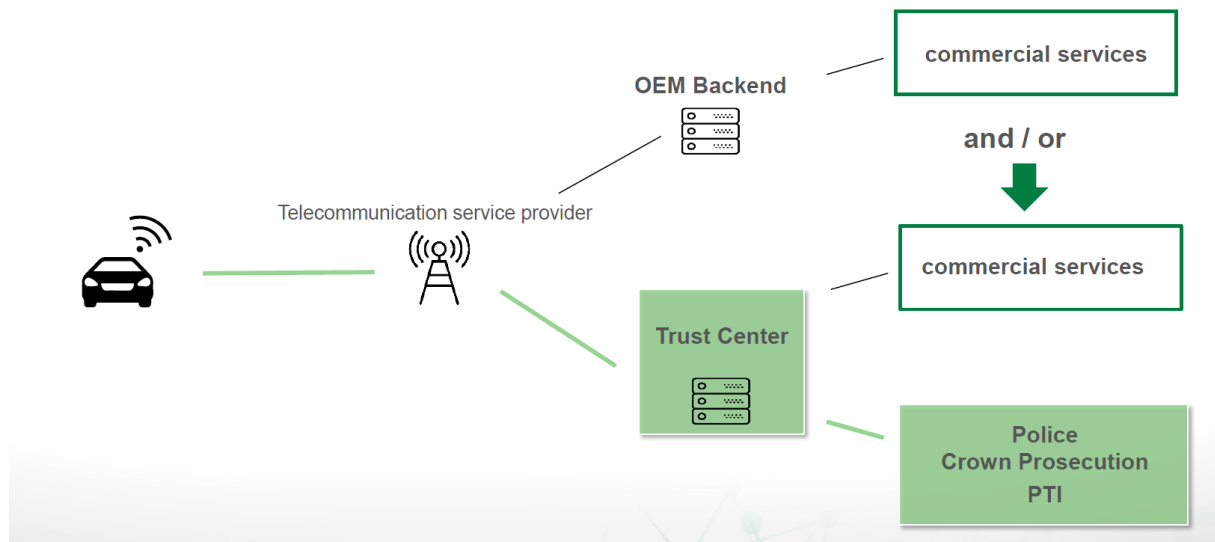 commercial services
OEM Backend
and / or
Telecommunication service provider
commercial services
Trust Center
Police
Crown Prosecution
PTI